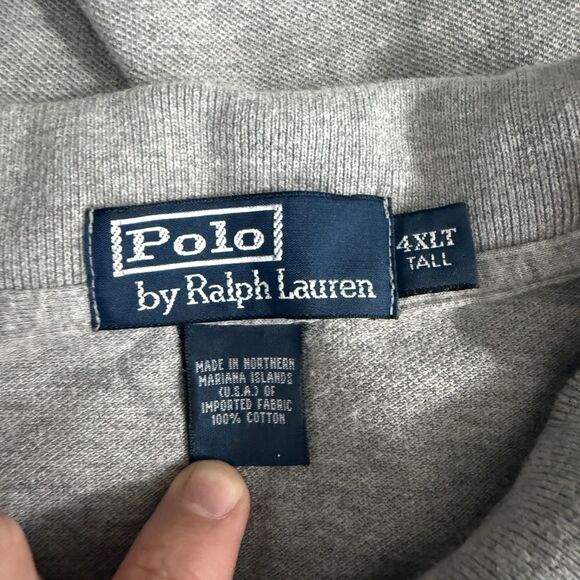 Polo
by Ralph Lauren
4XLT
TALL
MADE IN NORTHERN
MARIANA ISLANDS
(U.S.A.) OF
IMPORTED FABRIC
100% COTTON